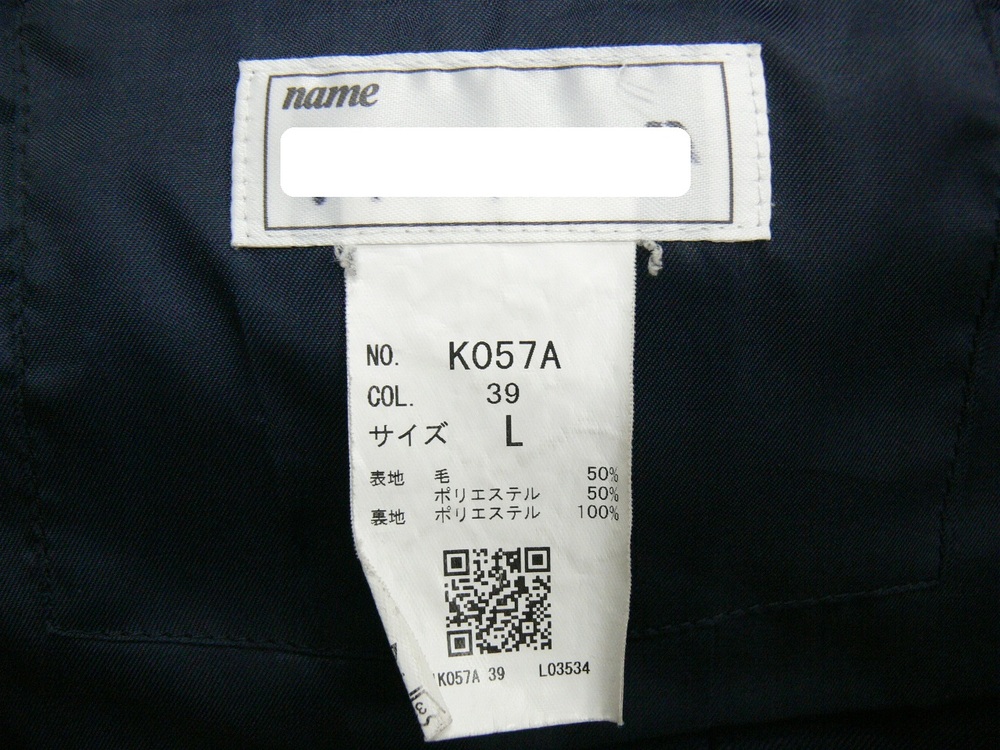 name
NO. K057A
COL. 39
サイズ L
表地 毛 50%
ポリエステル 50%
裏地 ポリエステル 100%
K057A 39 L03534